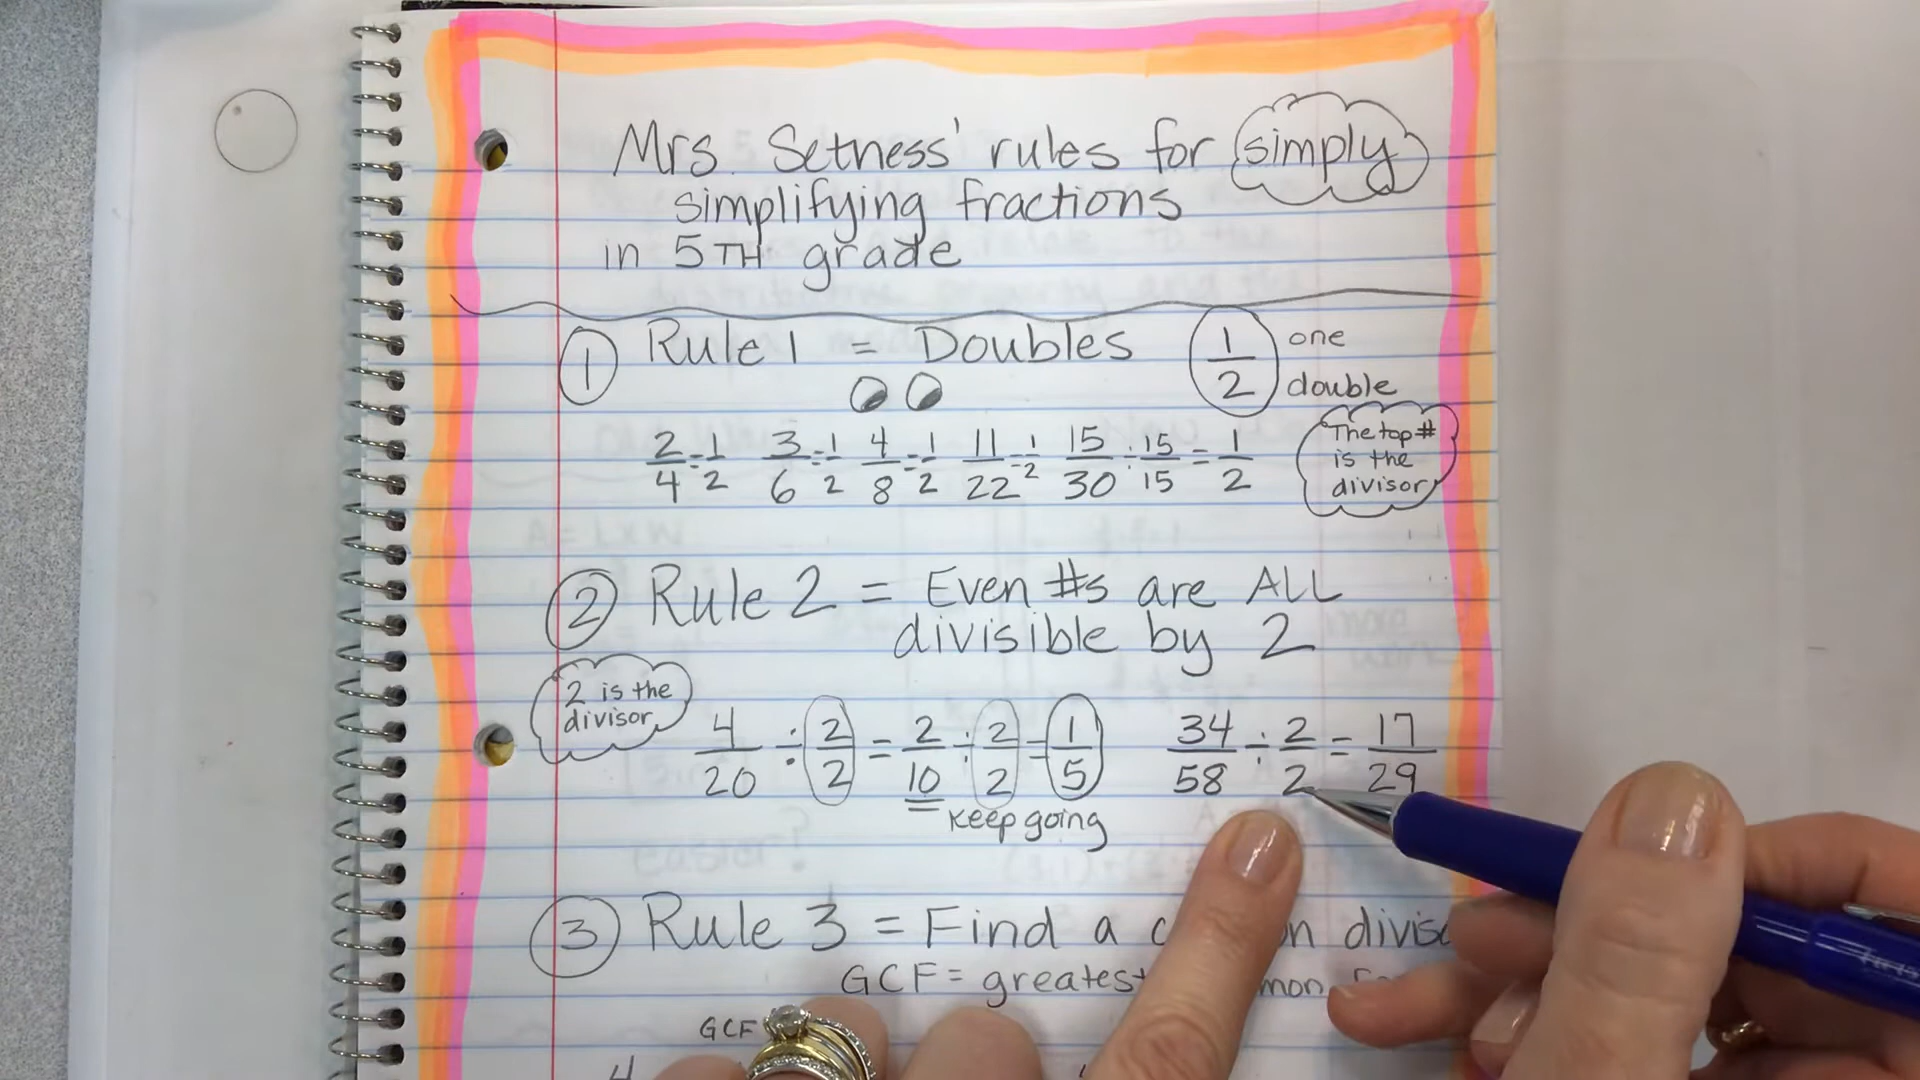 Mrs. Setness' rules for simply
simplifying fractions
in 5TH grade
① Rule 1 = Doubles
1/2 one double
2/4 = 1/2 3/6 = 1/2 4/8 = 1/2 11/22 = 1/2 15/30 ÷ 15/15 = 1/2
The top #
is the
divisor
② Rule 2 = Even #s are ALL
divisible by 2
2 is the
divisor
4/20 ÷ 2/2 = 2/10 ÷ 2/2 = 1/5 34/58 ÷ 2/2 = 17/29
Keep going
③ Rule 3 = Find a
GCF = greatest
GCF